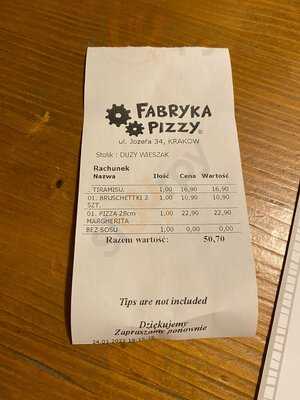 FABRYKA
PIZZY
ul. Jozefa 34, KRAKOW
Stolik : DUZY WIESZAK
Rachunek
Nazwa Ilość Cena Wartość
. TIRAMISU. 1,00 16,90 16,90
01. BRUSCHETTKI 2 1,00 10,90 10,90
SZT.
01. PIZZA 28cm 1,00 22,90 22,90
MARGHERITA
BEZ SOSU 1,00 0,00 0,00
Razem wartość: 50,70
Tips are not included
Dziękujemy
Zapraszamy ponownie